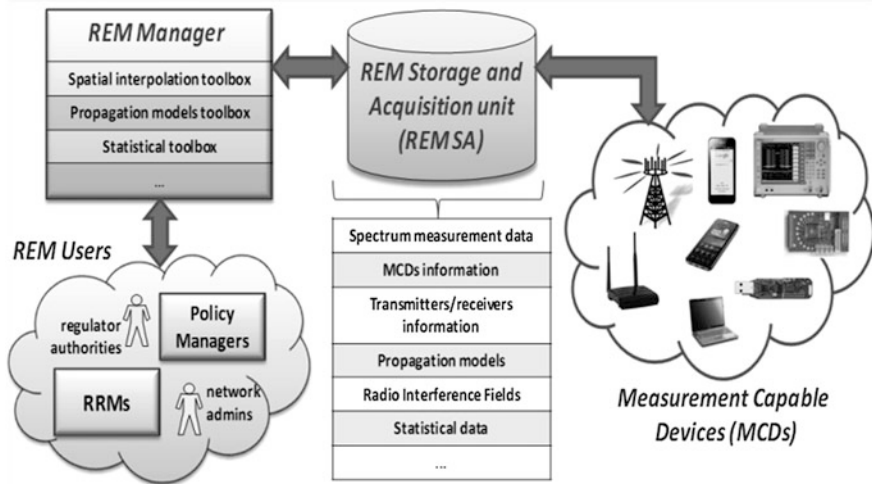 REM Manager
Spatial interpolation toolbox
Propagation models toolbox
Statistical toolbox
...
REM Storage and
Acquisition unit
(REM SA)
Spectrum measurement data
MCDs information
Transmitters/receivers
information
Propagation models
Radio Interference Fields
Statistical data
...
REM Users
regulator
authorities
Policy
Managers
RRMs
network
admins
Measurement Capable
Devices (MCDs)